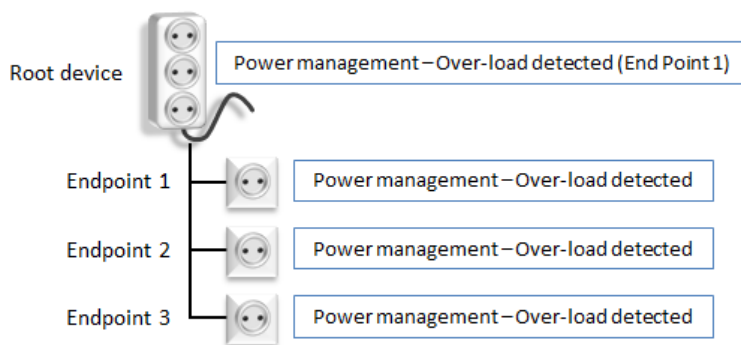 Root device
Power management – Over-load detected (End Point 1)
Endpoint 1
Power management – Over-load detected
Endpoint 2
Power management – Over-load detected
Endpoint 3
Power management – Over-load detected